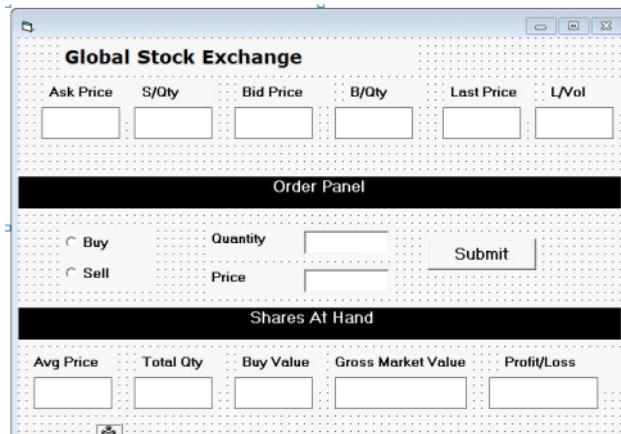 Global Stock Exchange
Ask Price S/Qty Bid Price B/Qty Last Price L/Vol
Order Panel
Buy Quantity
Submit
Sell Price
Shares At Hand
Avg Price Total Qty Buy Value Gross Market Value Profit/Loss